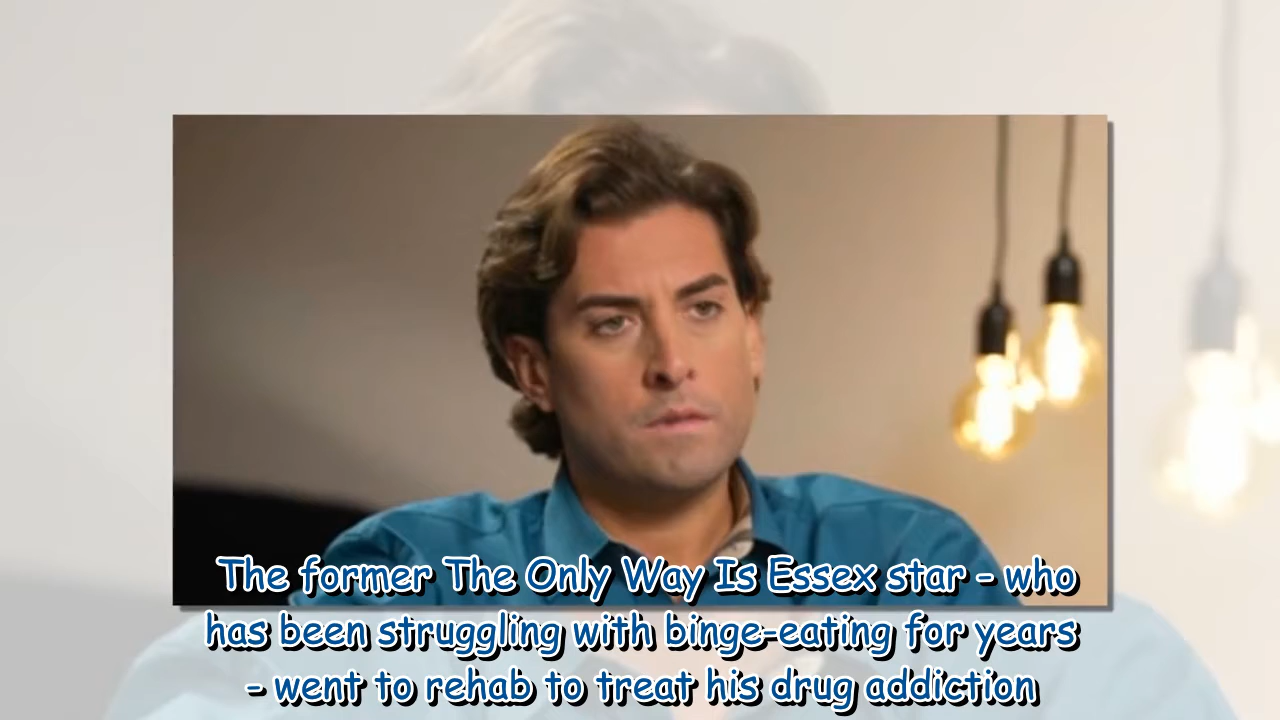 The former The Only Way Is Essex star - who
has been struggling with binge-eating for years
- went to rehab to treat his drug addiction